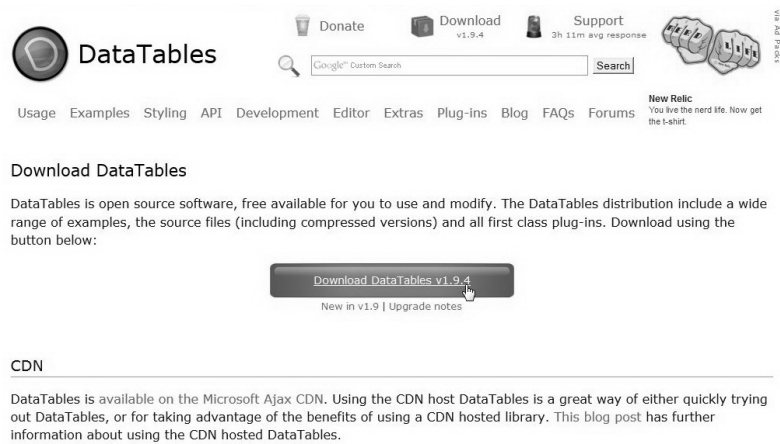 Donate
Download
v1.9.4
Support
3h 11m avg response
via Ad Packs
DataTables
Google™ Custom Search
Search
New Relic
You live the nerd life. Now get
the t-shirt.
Usage Examples Styling API Development Editor Extras Plug-ins Blog FAQs Forums
Download DataTables
DataTables is open source software, free available for you to use and modify. The DataTables distribution include a wide
range of examples, the source files (including compressed versions) and all first class plug-ins. Download using the
button below:
Download DataTables v1.9.4
New in v1.9 | Upgrade notes
CDN
DataTables is available on the Microsoft Ajax CDN. Using the CDN host DataTables is a great way of either quickly trying
out DataTables, or for taking advantage of the benefits of using a CDN hosted library. This blog post has further
information about using the CDN hosted DataTables.